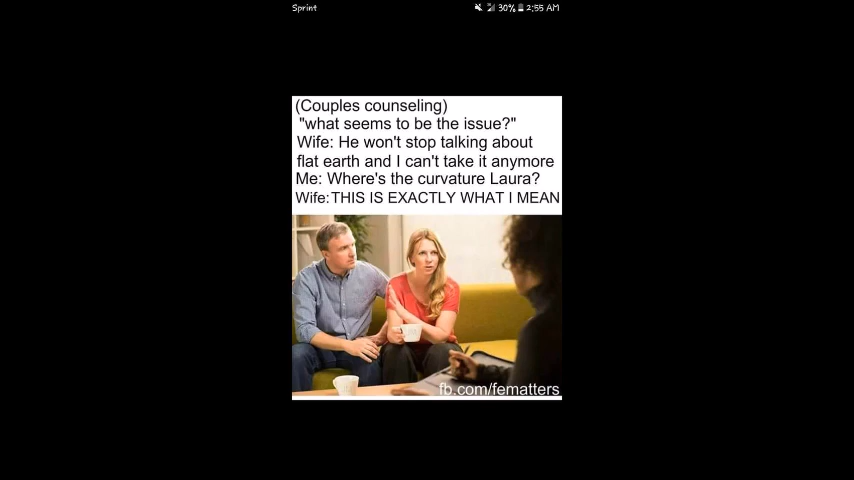 Sprint 30% 2:55 AM
(Couples counseling)
"what seems to be the issue?"
Wife: He won't stop talking about
flat earth and I can't take it anymore
Me: Where's the curvature Laura?
Wife: THIS IS EXACTLY WHAT I MEAN
fb.com/fematters